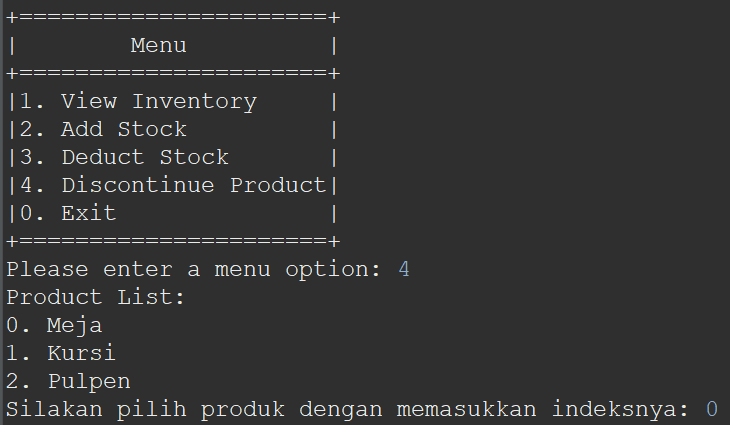 +======================+
|        Menu          |
+======================+
|1. View Inventory     |
|2. Add Stock          |
|3. Deduct Stock       |
|4. Discontinue Product|
|0. Exit               |
+======================+
Please enter a menu option: 4
Product List:
0. Meja
1. Kursi
2. Pulpen
Silakan pilih produk dengan memasukkan indeksnya: 0